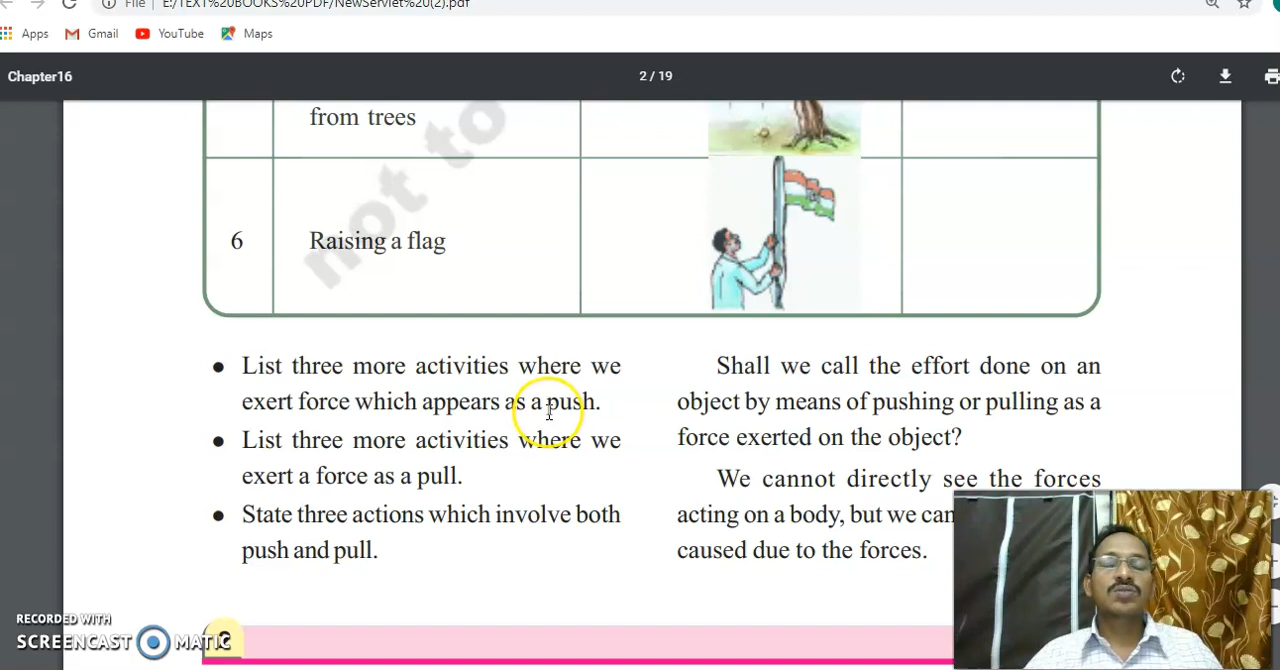 File
E:/TEXT%20BOOKS%20PDF/NewServlet%20(2).pdf
Apps Gmail YouTube Maps
Chapter16
2 / 19
from trees
not to
6 Raising a flag
● List three more activities where we
exert force which appears as a push.
● List three more activities where we
exert a force as a pull.
● State three actions which involve both
push and pull.
Shall we call the effort done on an
object by means of pushing or pulling as a
force exerted on the object?
We cannot directly see the forces
acting on a body, but we can
caused due to the forces.
RECORDED WITH
SCREENCAST MATIC